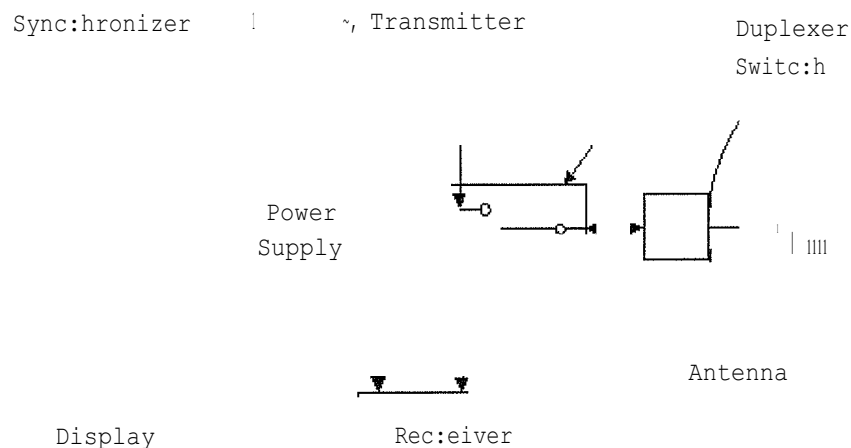 Sync:hronizer
Transmitter
Duplexer
Switc:h
Power
Supply
Antenna
Display
Rec:eiver